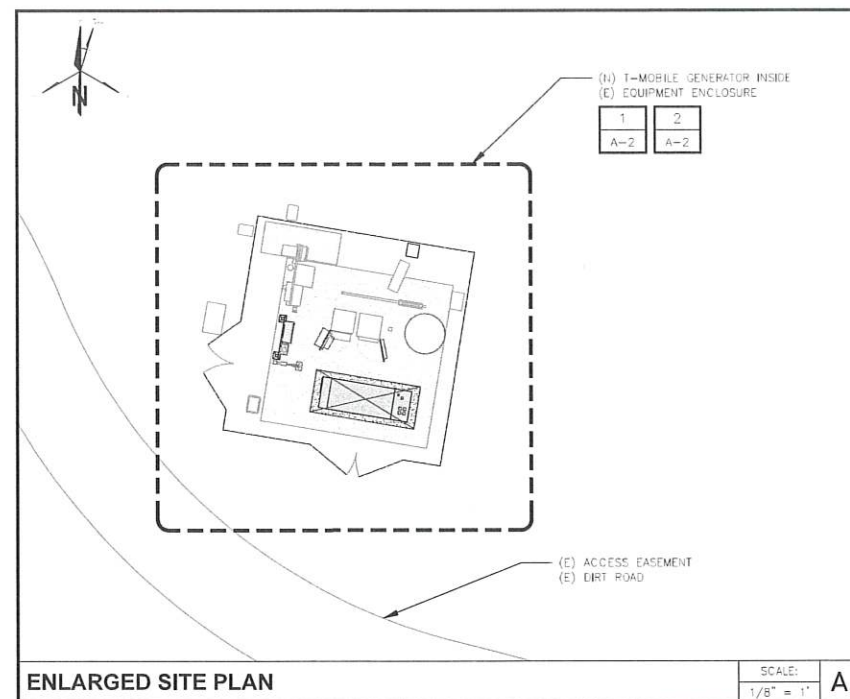 N
(N) T-MOBILE GENERATOR INSIDE
(E) EQUIPMENT ENCLOSURE
1
A-2
2
A-2
(E) ACCESS EASEMENT
(E) DIRT ROAD
ENLARGED SITE PLAN
SCALE:
1/8" = 1'
A